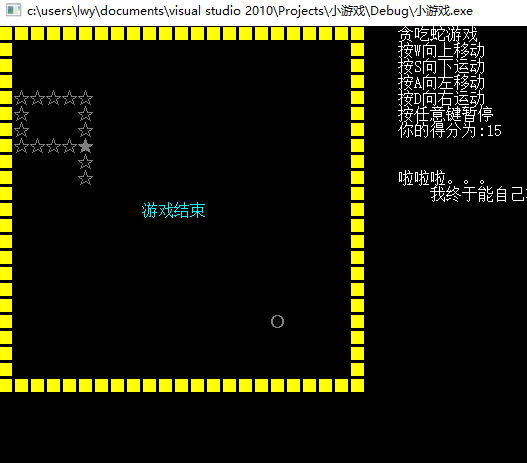 c:\users\lwy\documents\visual studio 2010\Projects\小游戏\Debug\小游戏.exe
贪吃蛇游戏
按W向上移动
按S向下运动
按A向左移动
按D向右运动
按任意键暂停
你的得分为:15
啦啦啦。。。
我终于能自己
游戏结束